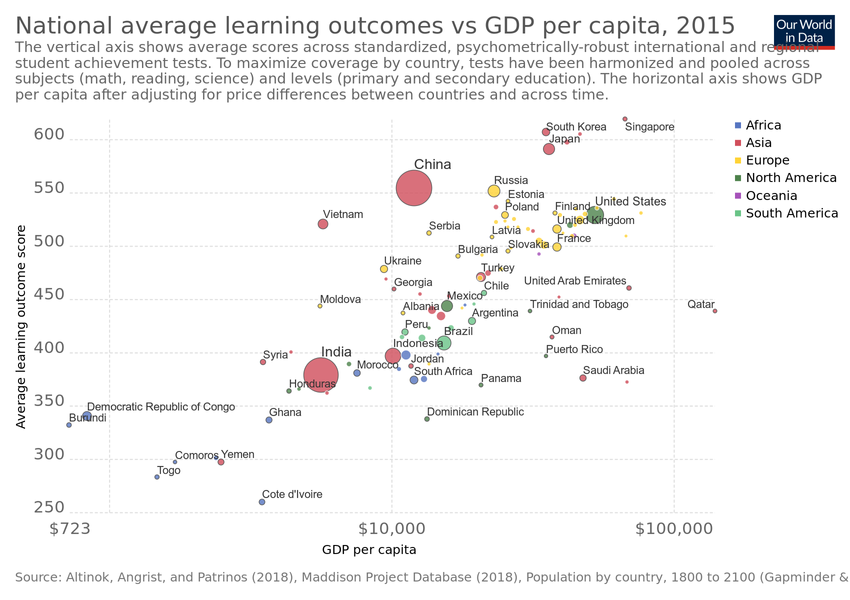 National average learning outcomes vs GDP per capita, 2015
Our World
in Data
The vertical axis shows average scores across standardized, psychometrically-robust international and regional
student achievement tests. To maximize coverage by country, tests have been harmonized and pooled across
subjects (math, reading, science) and levels (primary and secondary education). The horizontal axis shows GDP
per capita after adjusting for price differences between countries and across time.
Africa
Asia
Europe
North America
Oceania
South America
Average learning outcome score
600
550
500
450
400
350
300
250
South Korea
Singapore
Japan
China
Russia
Estonia
Poland
Finland
United States
Vietnam
United Kingdom
Serbia
Latvia
France
Bulgaria
Slovakia
Ukraine
Turkey
Georgia
Chile
United Arab Emirates
Moldova
Albania
Mexico
Trinidad and Tobago
Qatar
Argentina
Peru
Brazil
Oman
Indonesia
Puerto Rico
Syria
India
Morocco
Jordan
South Africa
Panama
Saudi Arabia
Honduras
Democratic Republic of Congo
Burundi
Ghana
Dominican Republic
Comoros
Yemen
Togo
Cote d'Ivoire
$723
$10,000
$100,000
GDP per capita
Source: Altinok, Angrist, and Patrinos (2018), Maddison Project Database (2018), Population by country, 1800 to 2100 (Gapminder &